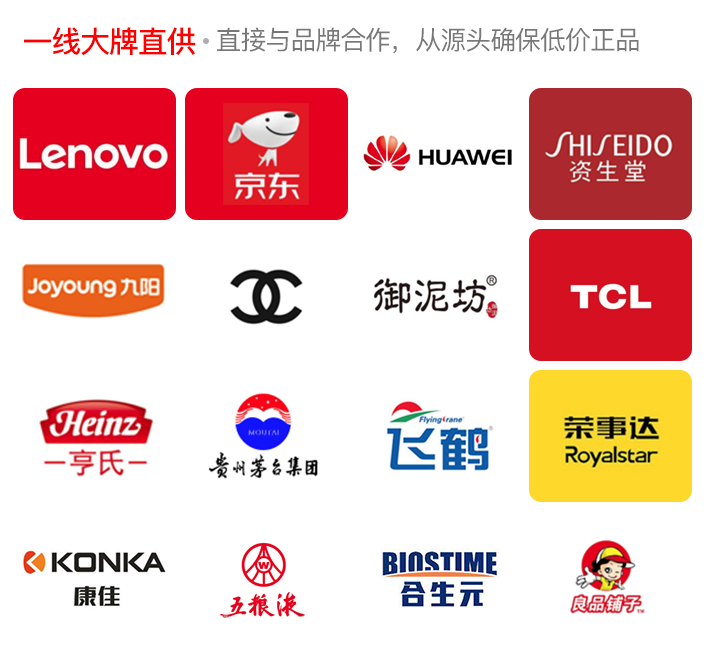 一线大牌直供•直接与品牌合作，从源头确保低价正品
Lenovo
京东
HUAWEI
SHISEIDO
资生堂
Joyoung 九阳
御泥坊®
TCL
Heinz
亨氏
MOUTAI
贵州茅台集团
FlyingCrane
飞鹤
荣事达
Royalstar
KONKA
康佳
W
五粮液
BIOSTIME
合生元
良品铺子™